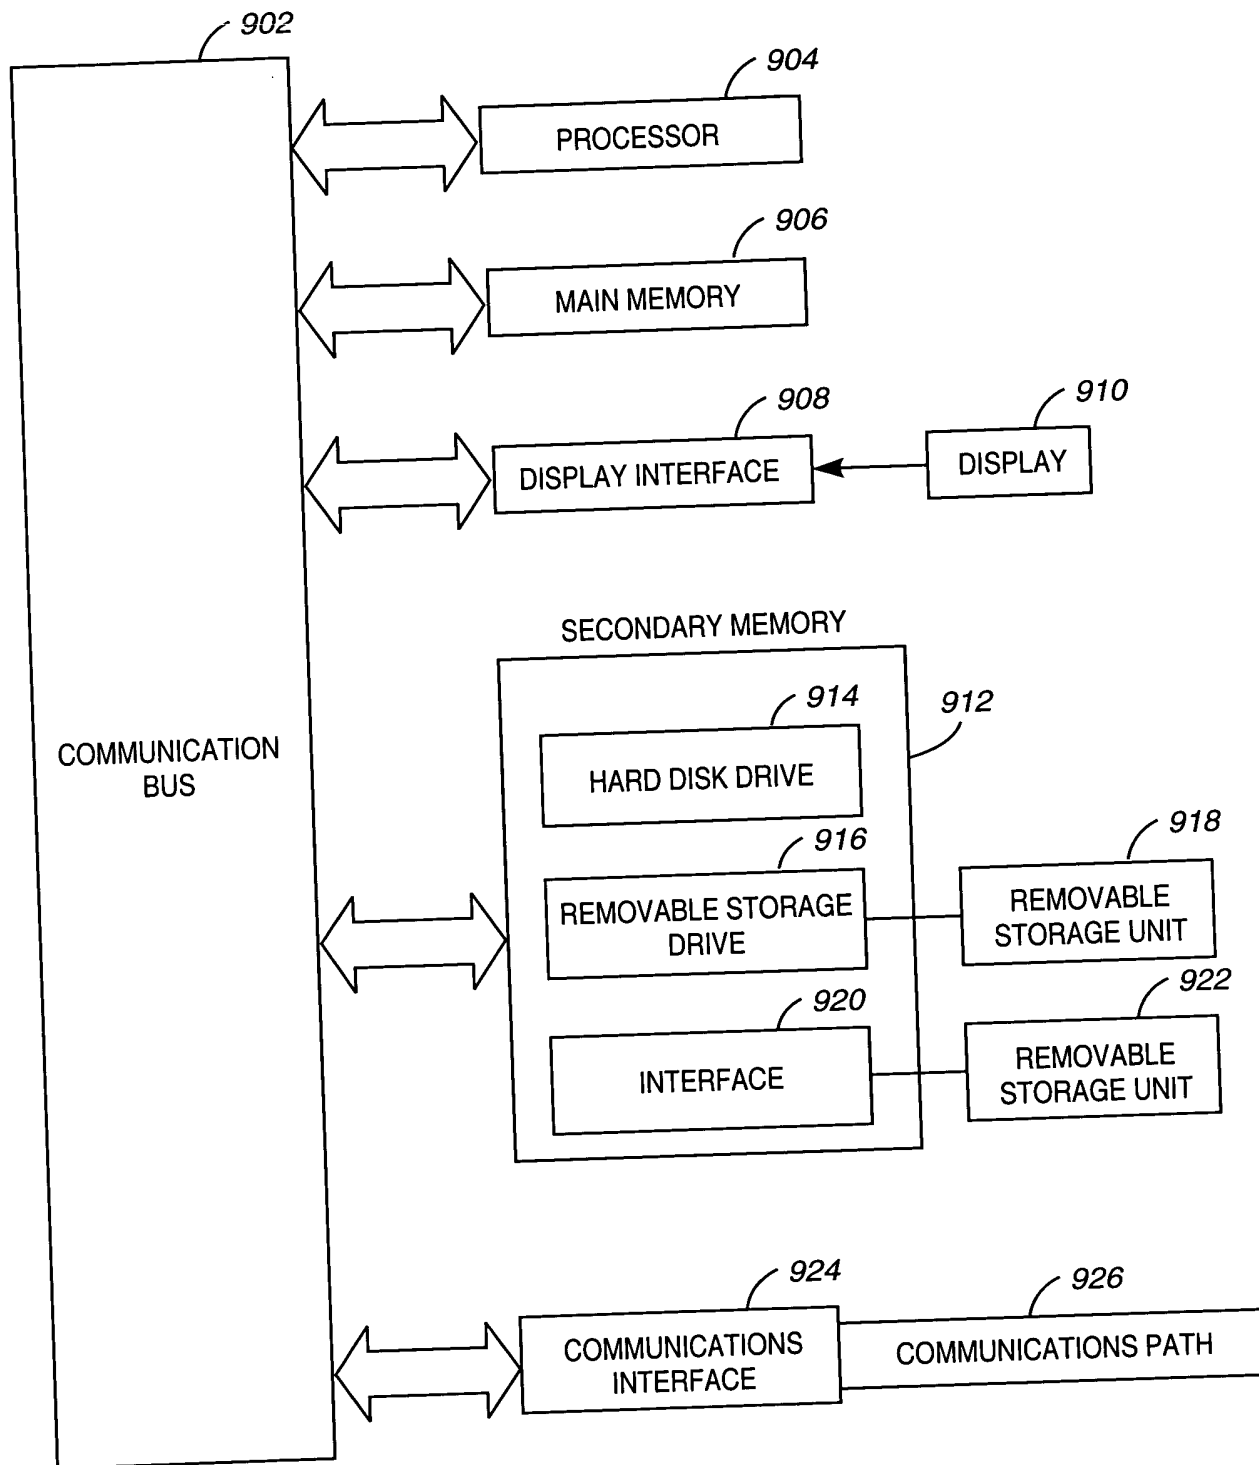 902
904
PROCESSOR
906
MAIN MEMORY
908
910
DISPLAY INTERFACE
DISPLAY
SECONDARY MEMORY
914
912
HARD DISK DRIVE
COMMUNICATION
BUS
916
918
REMOVABLE STORAGE
DRIVE
REMOVABLE
STORAGE UNIT
920
922
INTERFACE
REMOVABLE
STORAGE UNIT
924
926
COMMUNICATIONS
INTERFACE
COMMUNICATIONS PATH